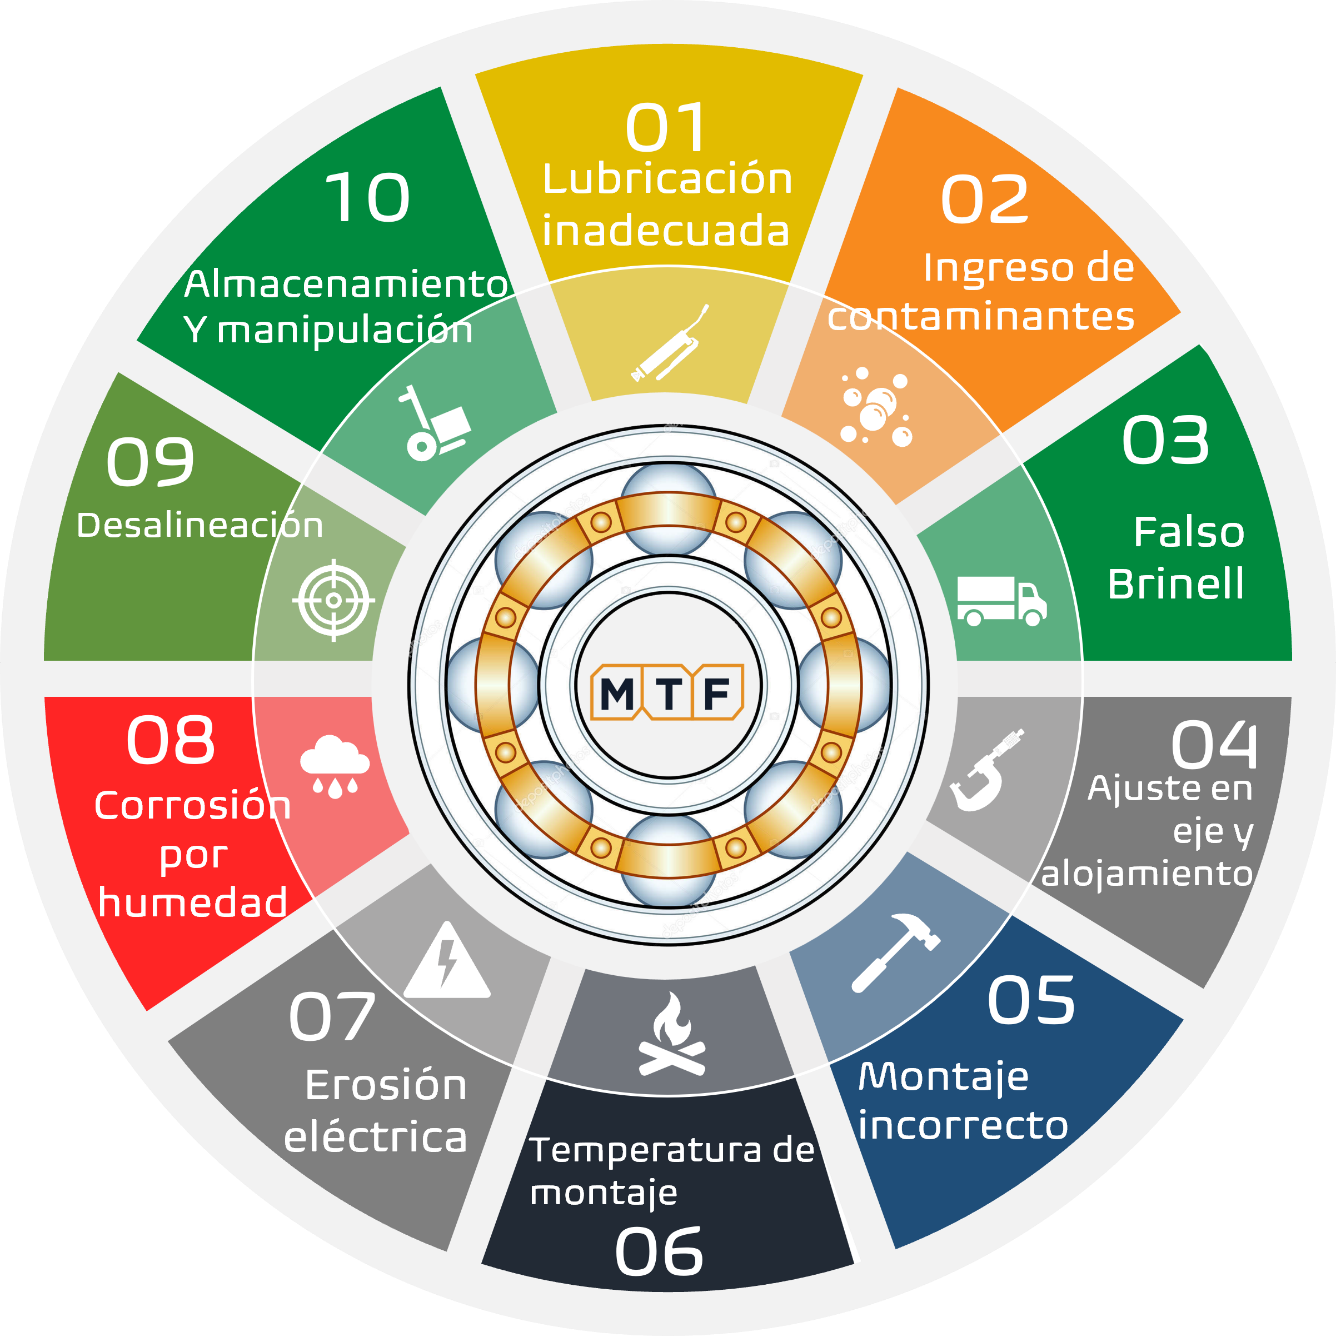 01
Lubricación
inadecuada
02
Ingreso de
contaminantes
03
Falso
Brinell
04
Ajuste en
eje y
alojamiento
05
Montaje
incorrecto
Temperatura de
montaje
06
07
Erosión
eléctrica
08
Corrosión
por
humedad
09
Desalineación
10
Almacenamiento
Y manipulación
MTF